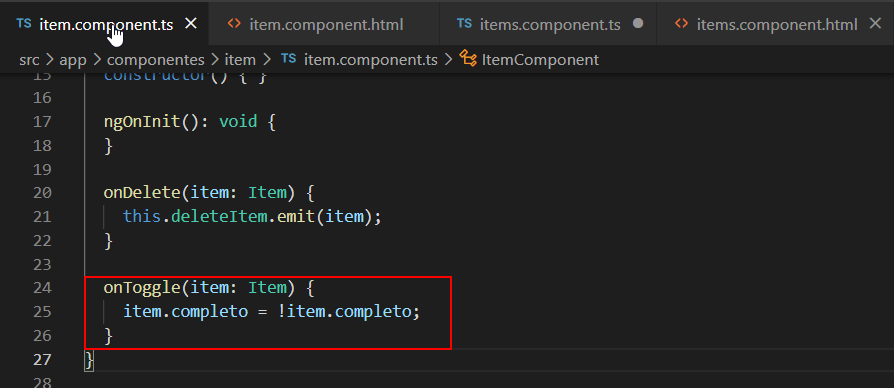 TS item.component.ts × <> item.component.html TS items.component.ts ● <> items.component.html ×
src > app > componentes > item > TS item.component.ts > ItemComponent
15 constructor() { }
16
17 ngOnInit(): void {
18 }
19
20 onDelete(item: Item) {
21 this.deleteItem.emit(item);
22 }
23
24 onToggle(item: Item) {
25 item.completo = !item.completo;
26 }
27 }
28